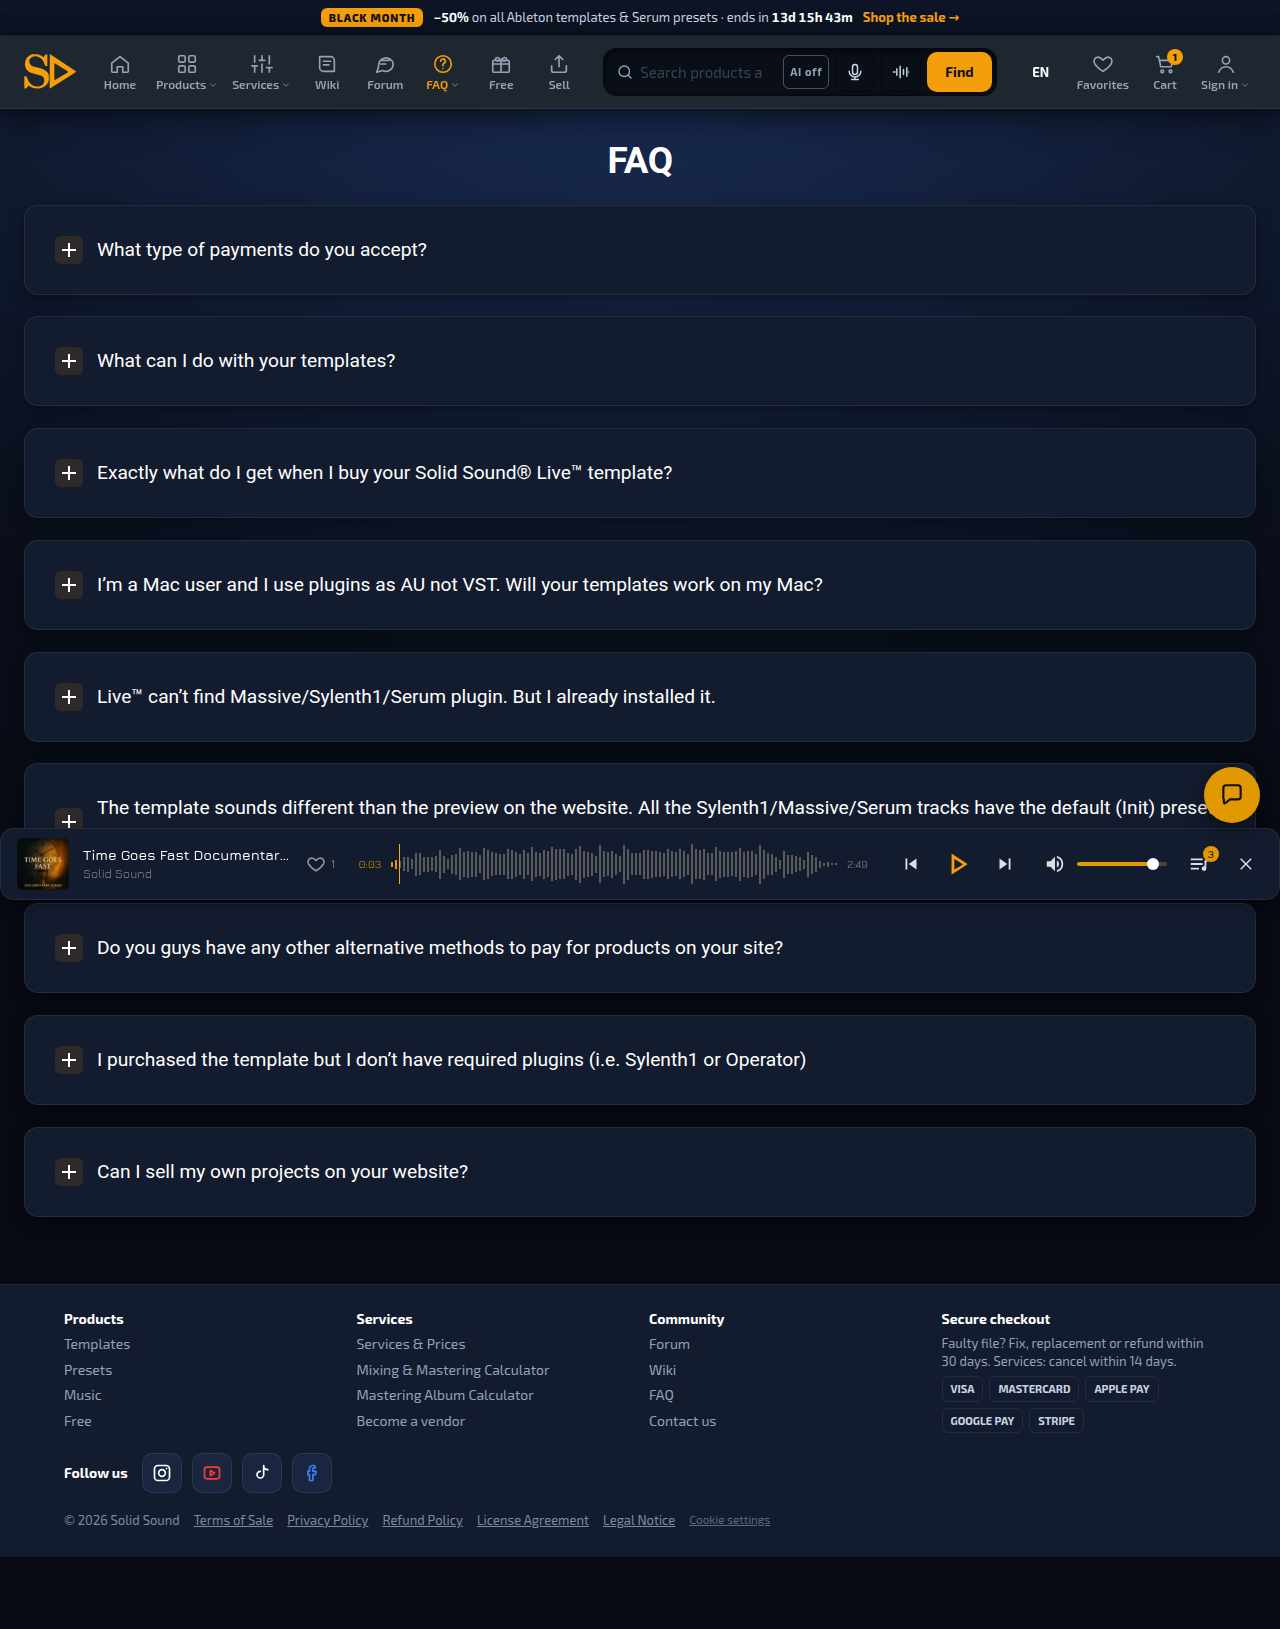 BLACK MONTH −50% on all Ableton templates & Serum presets · ends in 13d 15h 43m Shop the sale →
Home Products Services Wiki Forum FAQ Free Sell Search products a AI off Find EN Favorites 1 Cart Sign in
FAQ
What type of payments do you accept?
What can I do with your templates?
Exactly what do I get when I buy your Solid Sound® Live™ template?
I’m a Mac user and I use plugins as AU not VST. Will your templates work on my Mac?
Live™ can’t find Massive/Sylenth1/Serum plugin. But I already installed it.
The template sounds different than the preview on the website. All the Sylenth1/Massive/Serum tracks have the default (Init) prese
TIME GOES
FAST
Time Goes Fast Documentar...
Solid Sound
1 0:03 2:49 3
Do you guys have any other alternative methods to pay for products on your site?
I purchased the template but I don’t have required plugins (i.e. Sylenth1 or Operator)
Can I sell my own projects on your website?
Products
Templates
Presets
Music
Free
Services
Services & Prices
Mixing & Mastering Calculator
Mastering Album Calculator
Become a vendor
Community
Forum
Wiki
FAQ
Contact us
Secure checkout
Faulty file? Fix, replacement or refund within
30 days. Services: cancel within 14 days.
VISA MASTERCARD APPLE PAY
GOOGLE PAY STRIPE
Follow us
© 2026 Solid Sound Terms of Sale Privacy Policy Refund Policy License Agreement Legal Notice Cookie settings